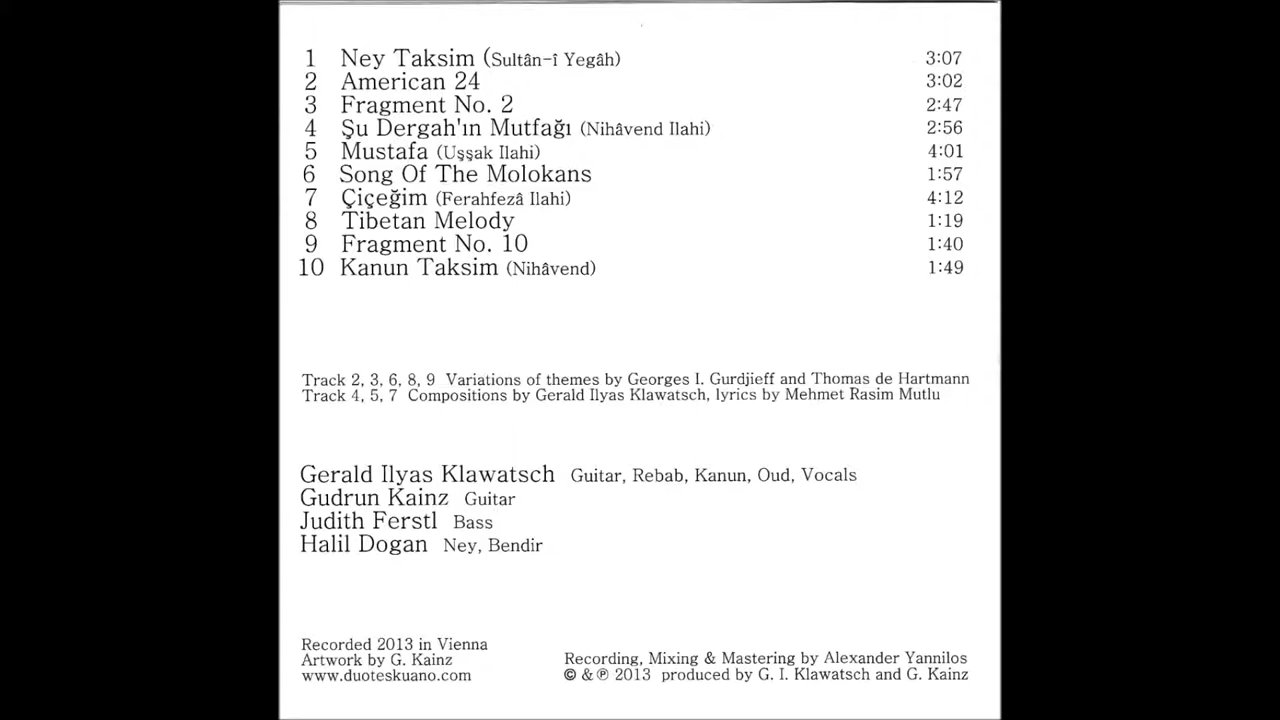 1 Ney Taksim (Sultân-î Yegâh) 3:07
2 American 24 3:02
3 Fragment No. 2 2:47
4 Şu Dergah'ın Mutfağı (Nihâvend Ilahi) 2:56
5 Mustafa (Uşşak Ilahi) 4:01
6 Song Of The Molokans 1:57
7 Çiçeğim (Ferahfezâ Ilahi) 4:12
8 Tibetan Melody 1:19
9 Fragment No. 10 1:40
10 Kanun Taksim (Nihâvend) 1:49
Track 2, 3, 6, 8, 9 Variations of themes by Georges I. Gurdjieff and Thomas de Hartmann
Track 4, 5, 7 Compositions by Gerald Ilyas Klawatsch, lyrics by Mehmet Rasim Mutlu
Gerald Ilyas Klawatsch Guitar, Rebab, Kanun, Oud, Vocals
Gudrun Kainz Guitar
Judith Ferstl Bass
Halil Dogan Ney, Bendir
Recorded 2013 in Vienna
Artwork by G. Kainz
www.duoteskuano.com
Recording, Mixing & Mastering by Alexander Yannilos
© & ℗ 2013 produced by G. I. Klawatsch and G. Kainz